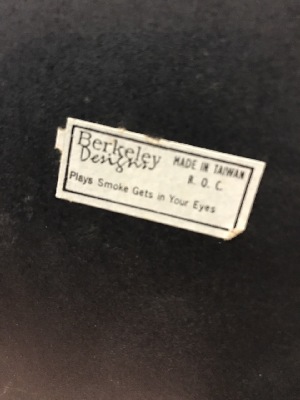 Berkeley
Designs
MADE IN TAIWAN
R. O. C.
Plays Smoke Gets in Your Eyes